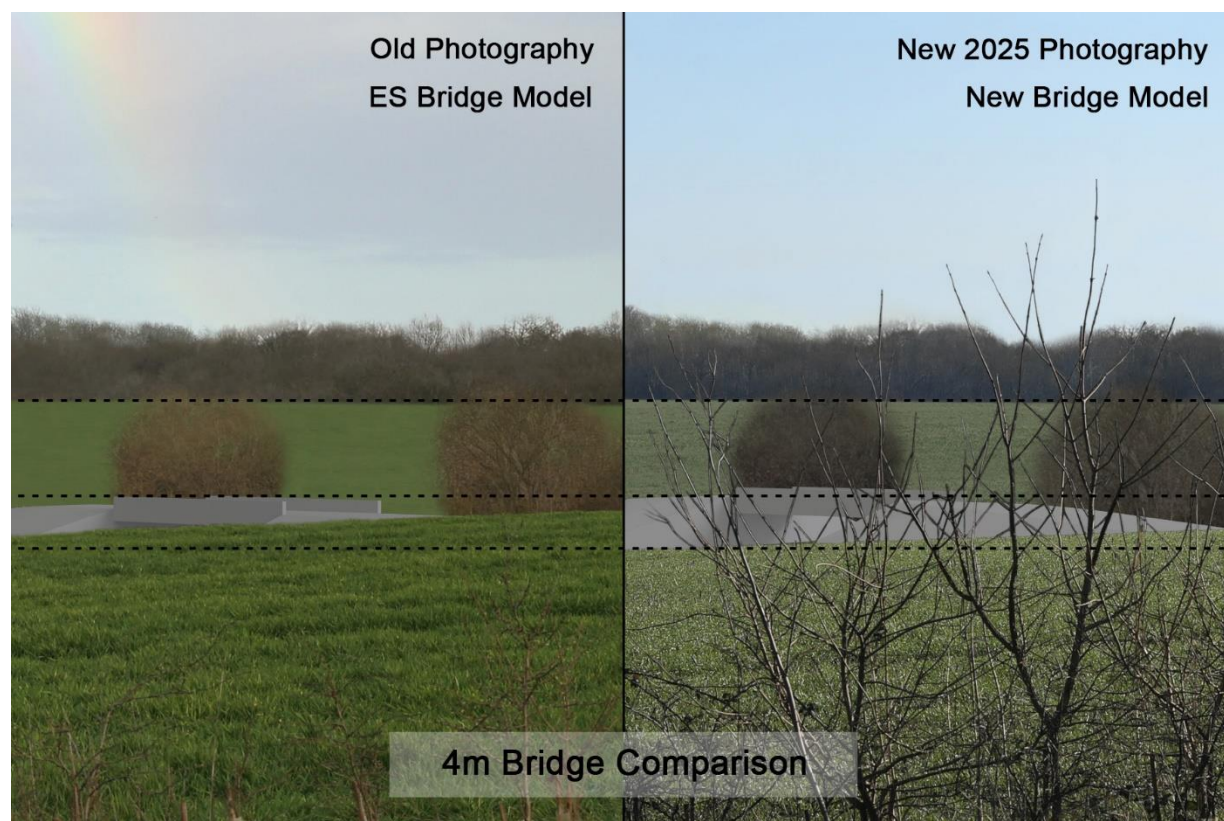 Old Photography
ES Bridge Model
New 2025 Photography
New Bridge Model
4m Bridge Comparison